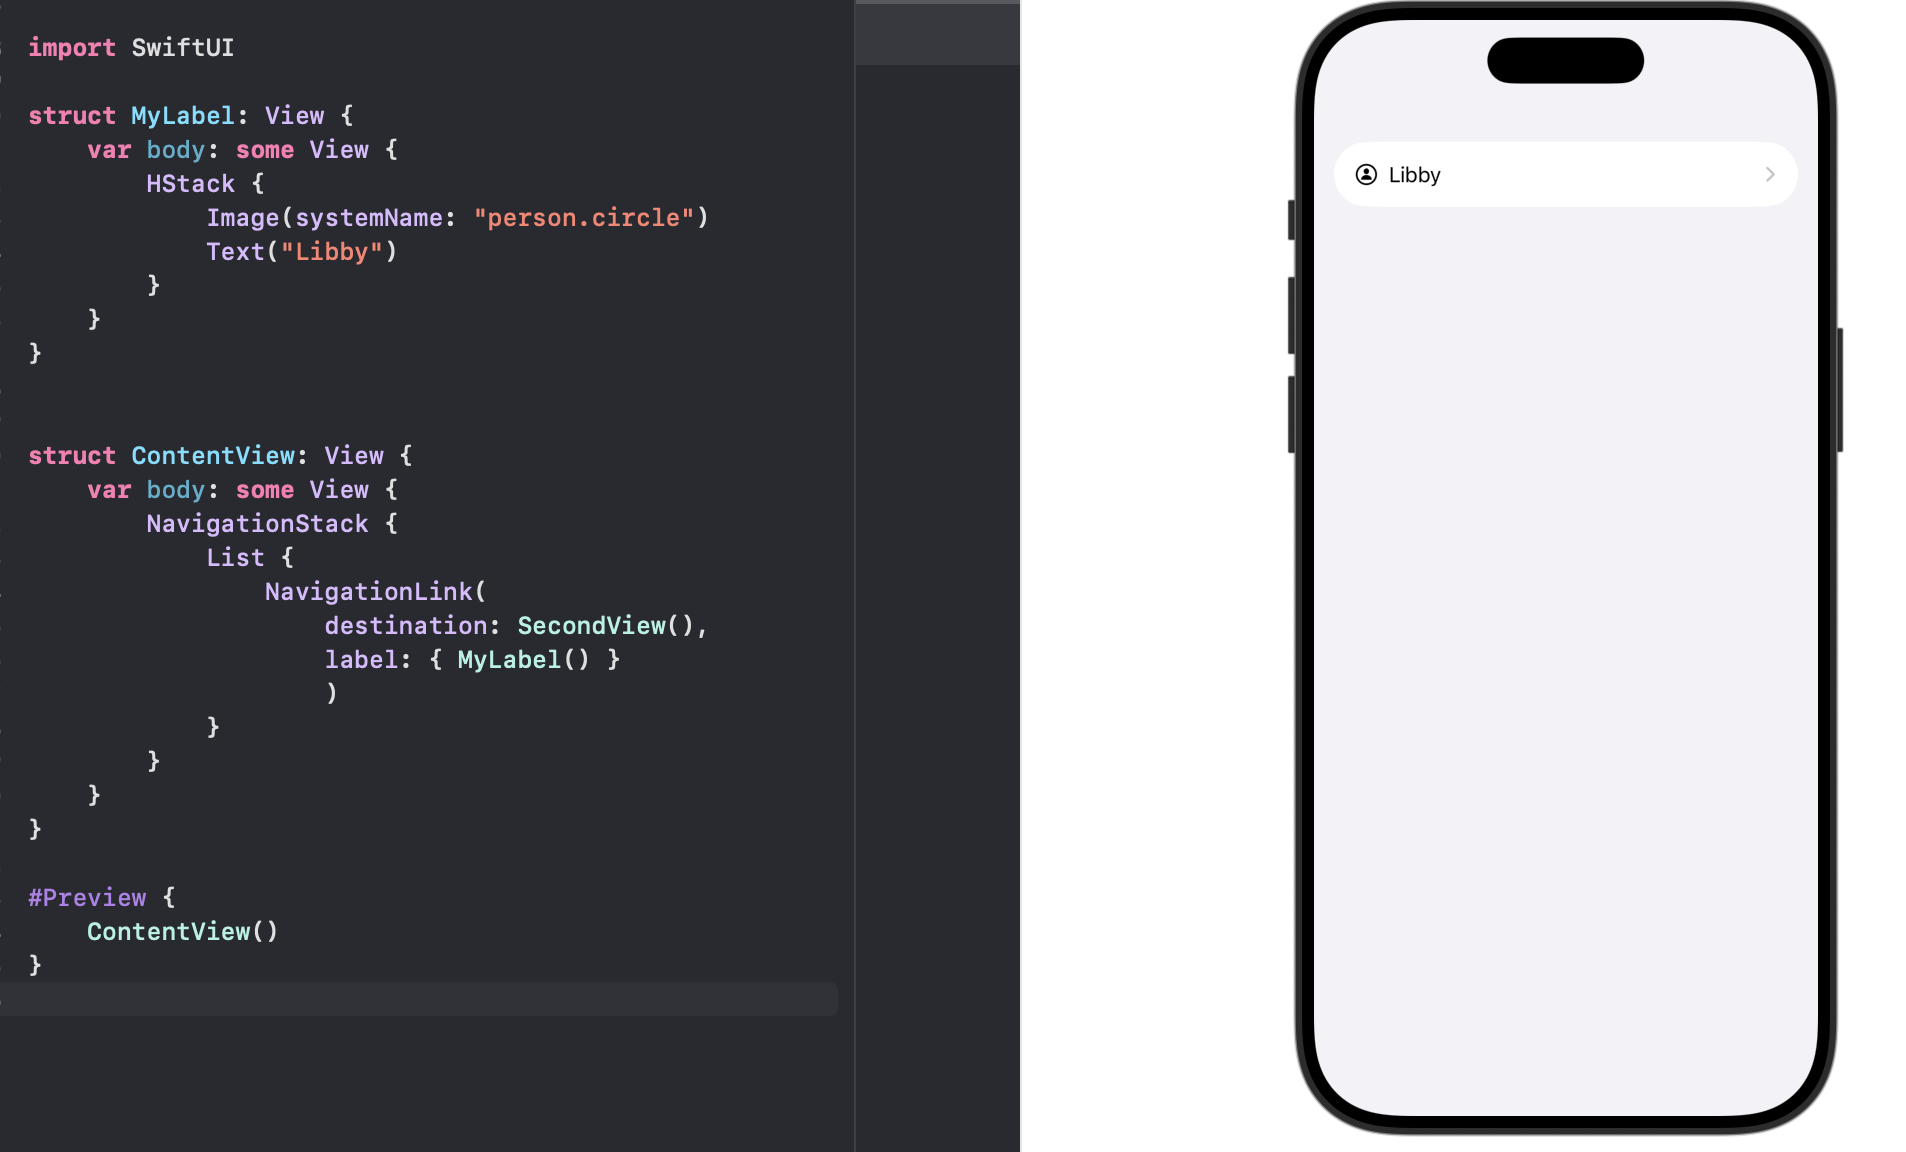 import SwiftUI
struct MyLabel: View {
    var body: some View {
        HStack {
            Image(systemName: "person.circle")
            Text("Libby")
        }
    }
}
struct ContentView: View {
    var body: some View {
        NavigationStack {
            List {
                NavigationLink(
                    destination: SecondView(),
                    label: { MyLabel() }
                    )
            }
        }
    }
}
#Preview {
    ContentView()
}
Libby